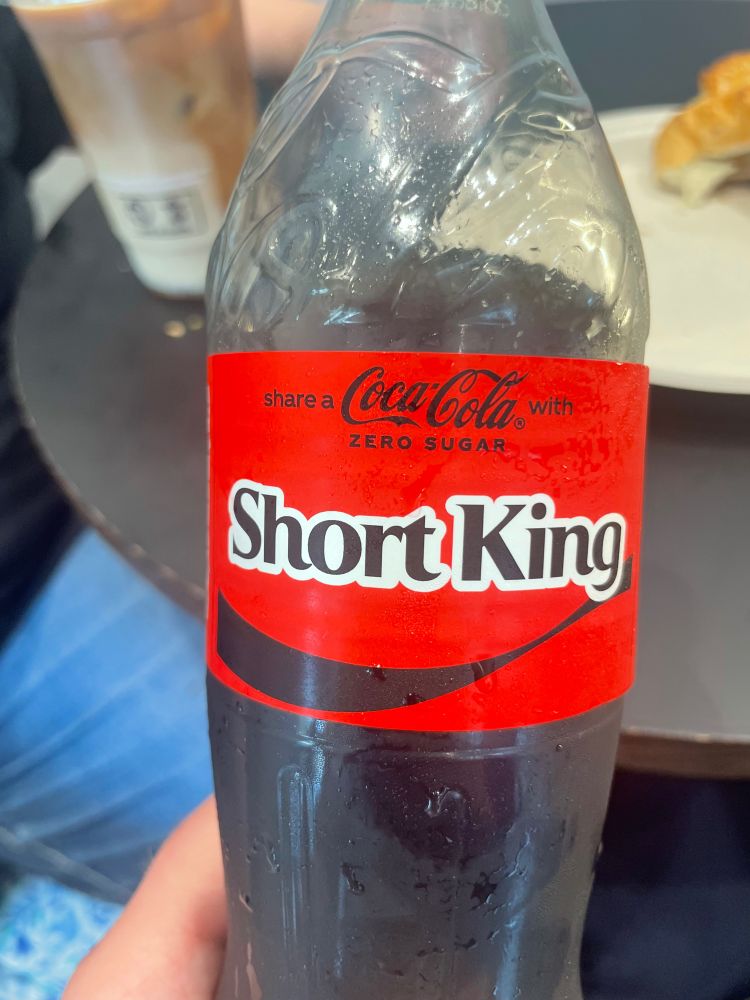 share a Coca-Cola® with
ZERO SUGAR
Short King